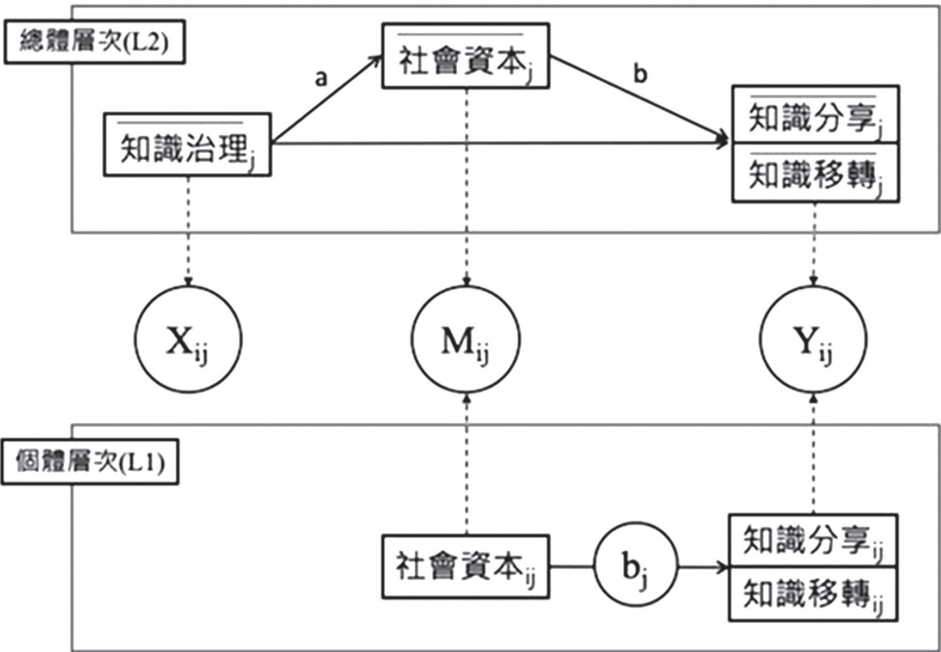 總體層次(L2)
社會資本j
a
b
知識分享j
知識治理j
知識移轉j
Xij
Mij
Yij
個體層次(L1)
知識分享ij
社會資本ij
bj
知識移轉ij